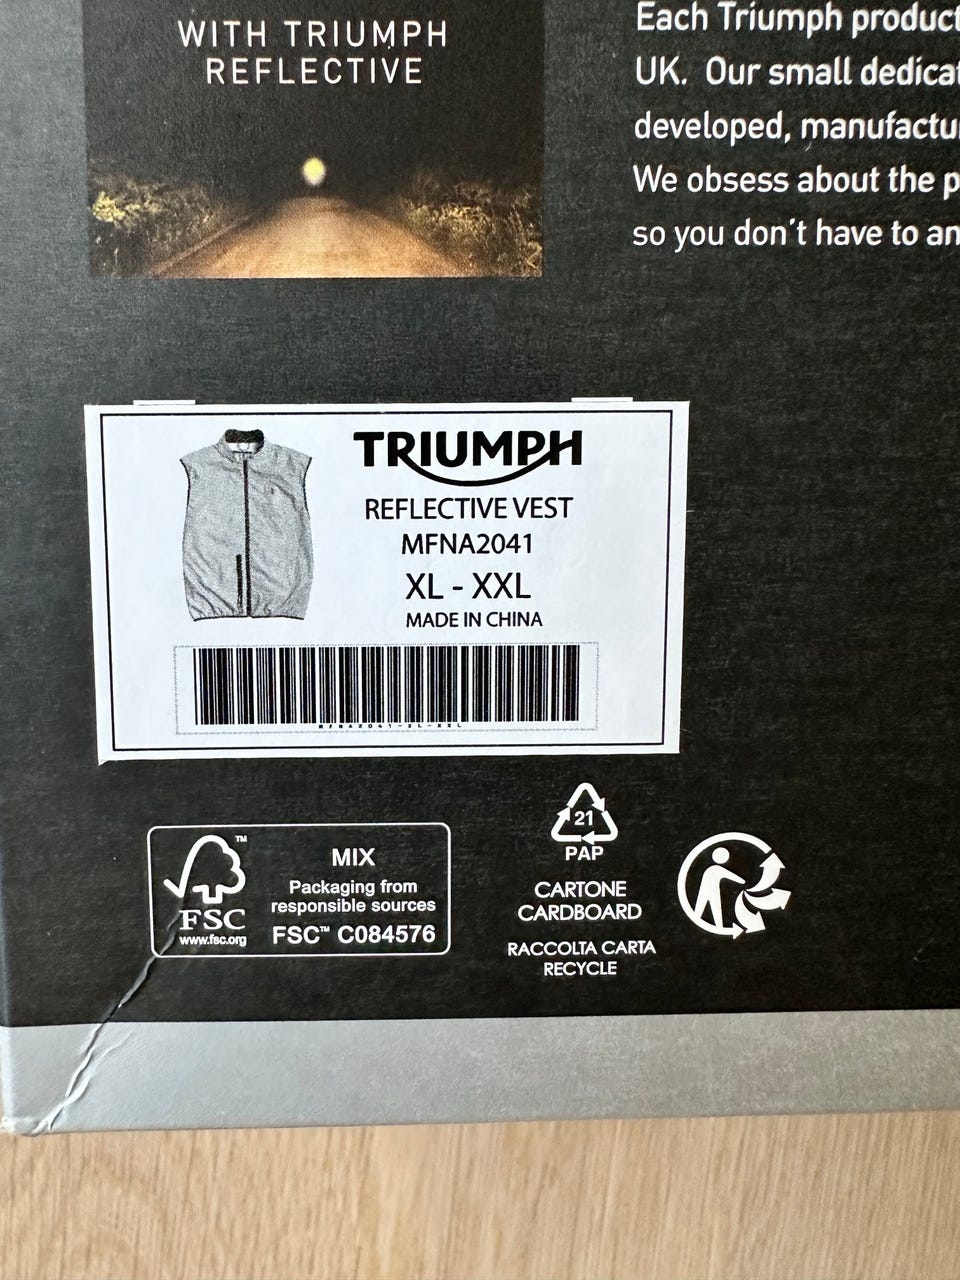 WITH TRIUMPH
REFLECTIVE
Each Triumph product
UK. Our small dedicat
developed, manufactu
We obsess about the p
so you don't have to an
TRIUMPH
REFLECTIVE VEST
MFNA2041
XL - XXL
MADE IN CHINA
MFNA2041-XL-XXL
FSC
www.fsc.org
TM
MIX
Packaging from
responsible sources
FSC™ C084576
21
PAP
CARTONE
CARDBOARD
RACCOLTA CARTA
RECYCLE